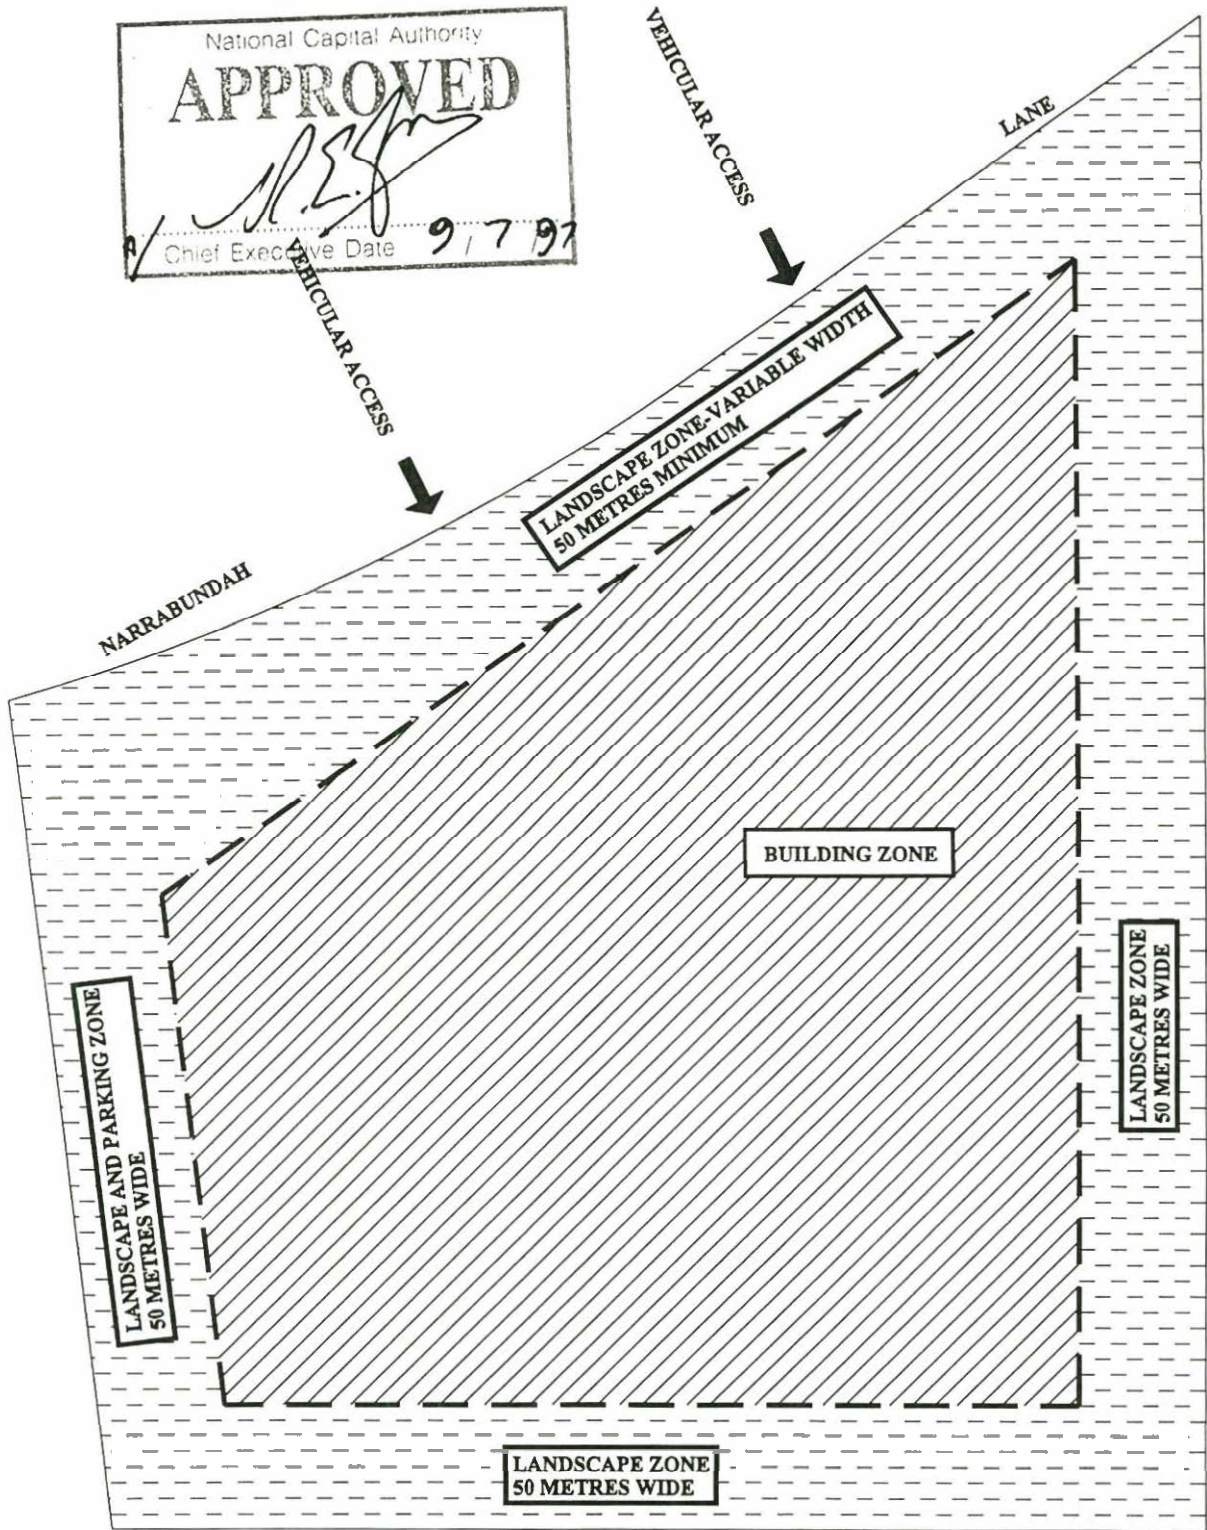 National Capital Authority
APPROVED
A/
Chief Executive Date 9/7/97
VEHICULAR ACCESS
VEHICULAR ACCESS
LANE
NARRABUNDAH
LANDSCAPE ZONE-VARIABLE WIDTH
50 METRES MINIMUM
BUILDING ZONE
LANDSCAPE AND PARKING ZONE
50 METRES WIDE
LANDSCAPE ZONE
50 METRES WIDE
LANDSCAPE ZONE
50 METRES WIDE